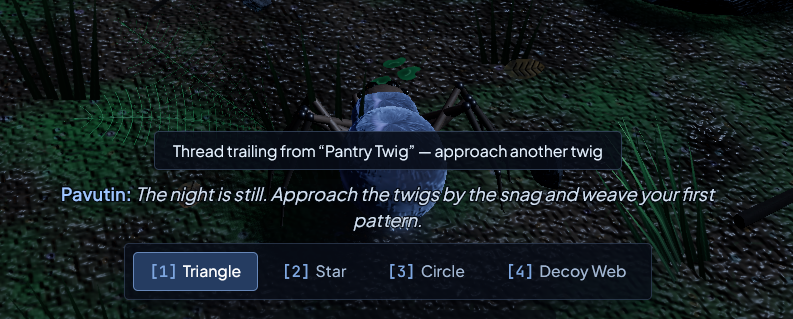 Thread trailing from “Pantry Twig” — approach another twig
Pavutin: The night is still. Approach the twigs by the snag and weave your first
pattern.
[1] Triangle [2] Star [3] Circle [4] Decoy Web